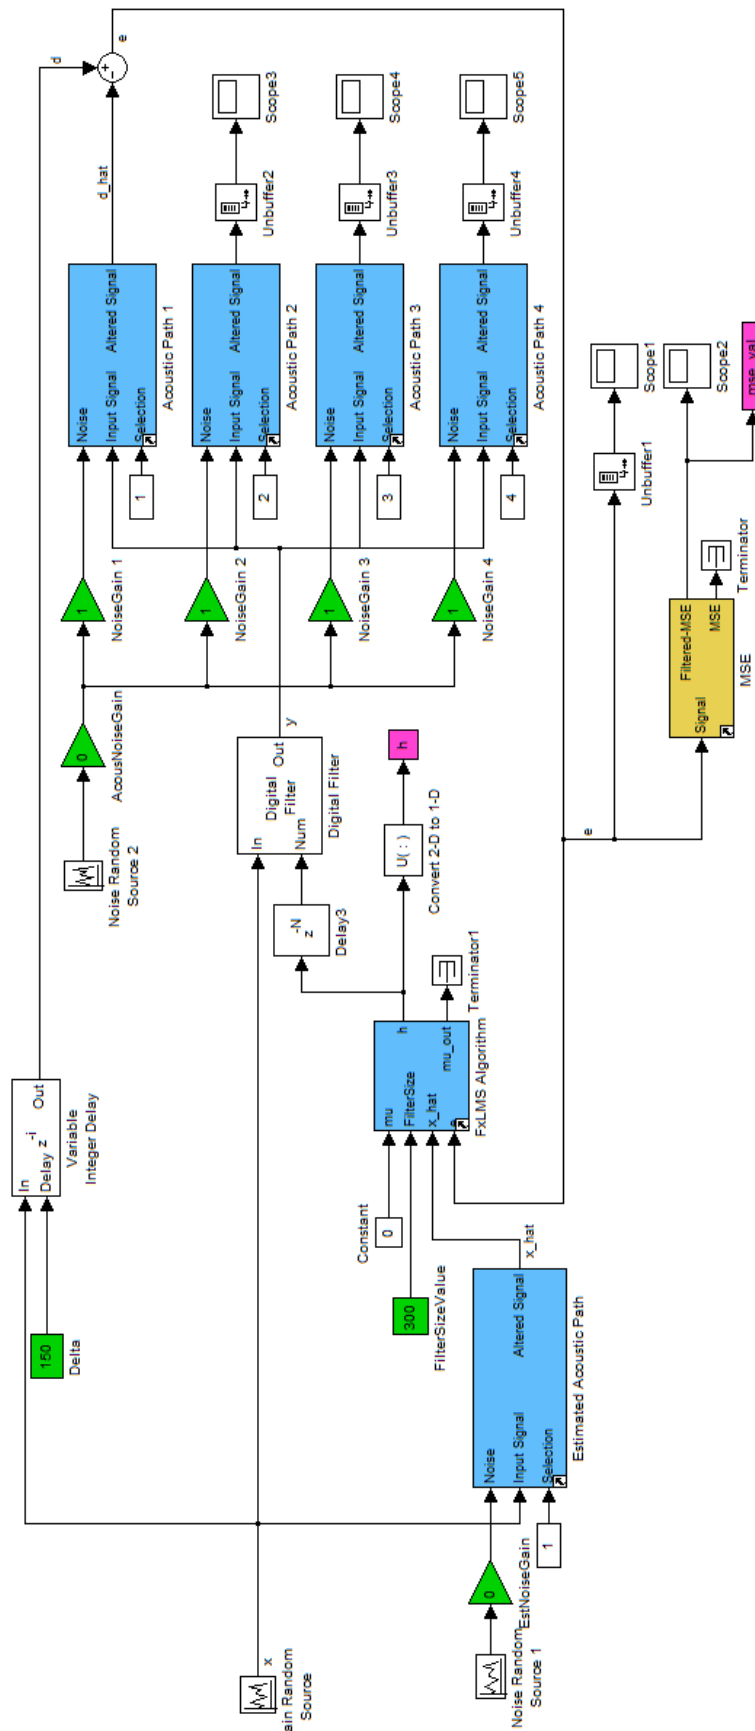 d
e
+
-
d_hat
In
Delay z
-i
Out
Variable
Integer Delay
150
Delta
Noise Random
Source 2
0
AcousNoiseGain
1
NoiseGain 1
1
NoiseGain 2
1
NoiseGain 3
1
NoiseGain 4
Noise
Input Signal
Selection
Altered Signal
Acoustic Path 1
1
Noise
Input Signal
Selection
Altered Signal
Acoustic Path 2
2
Unbuffer2
Scope3
Noise
Input Signal
Selection
Altered Signal
Acoustic Path 3
3
Unbuffer3
Scope4
Noise
Input Signal
Selection
Altered Signal
Acoustic Path 4
4
Unbuffer4
Scope5
x
ain Random
Source
In
Num
Digital
Filter
Out
Digital Filter
y
-N
z
Delay3
U( : )
Convert 2-D to 1-D
h
Constant
0
300
FilterSizeValue
mu
FilterSize
x_hat
e
h
mu_out
FxLMS Algorithm
Terminator1
Noise Random
Source 1
0
EstNoiseGain
1
Noise
Input Signal
Selection
Altered Signal
Estimated Acoustic Path
x_hat
e
Unbuffer1
Scope1
Signal
Filtered-MSE
MSE
MSE
Terminator
Scope2
mse_val